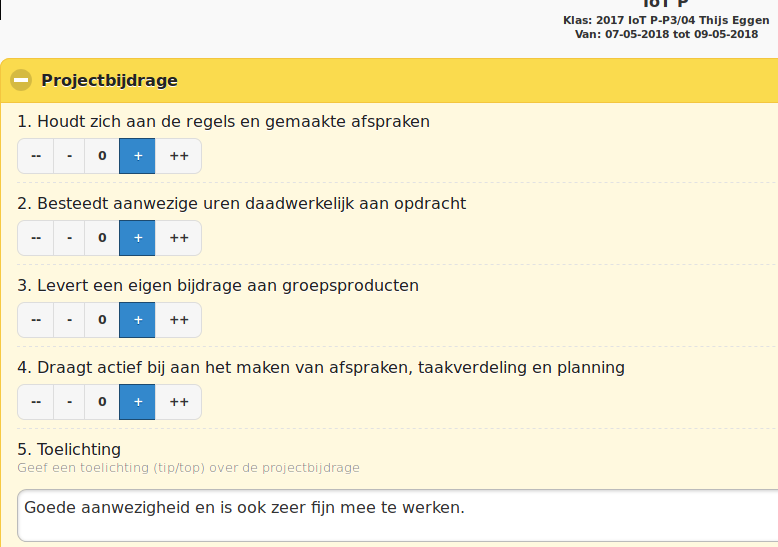 IoT P
Klas: 2017 IoT P-P3/04 Thijs Eggen
Van: 07-05-2018 tot 09-05-2018
Projectbijdrage
1. Houdt zich aan de regels en gemaakte afspraken
-- - 0 + ++
2. Besteedt aanwezige uren daadwerkelijk aan opdracht
-- - 0 + ++
3. Levert een eigen bijdrage aan groepsproducten
-- - 0 + ++
4. Draagt actief bij aan het maken van afspraken, taakverdeling en planning
-- - 0 + ++
5. Toelichting
Geef een toelichting (tip/top) over de projectbijdrage
Goede aanwezigheid en is ook zeer fijn mee te werken.